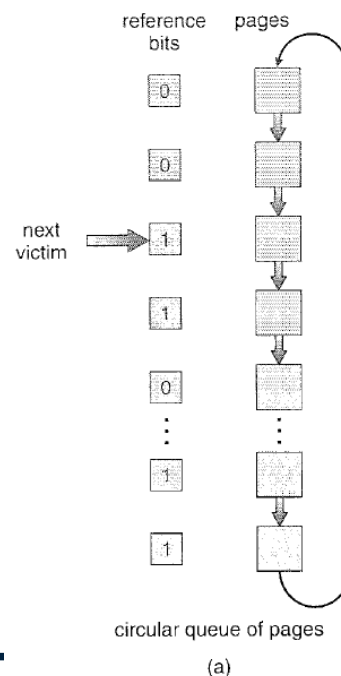 reference bits
pages
0
0
next victim
1
1
0
1
1
circular queue of pages
(a)